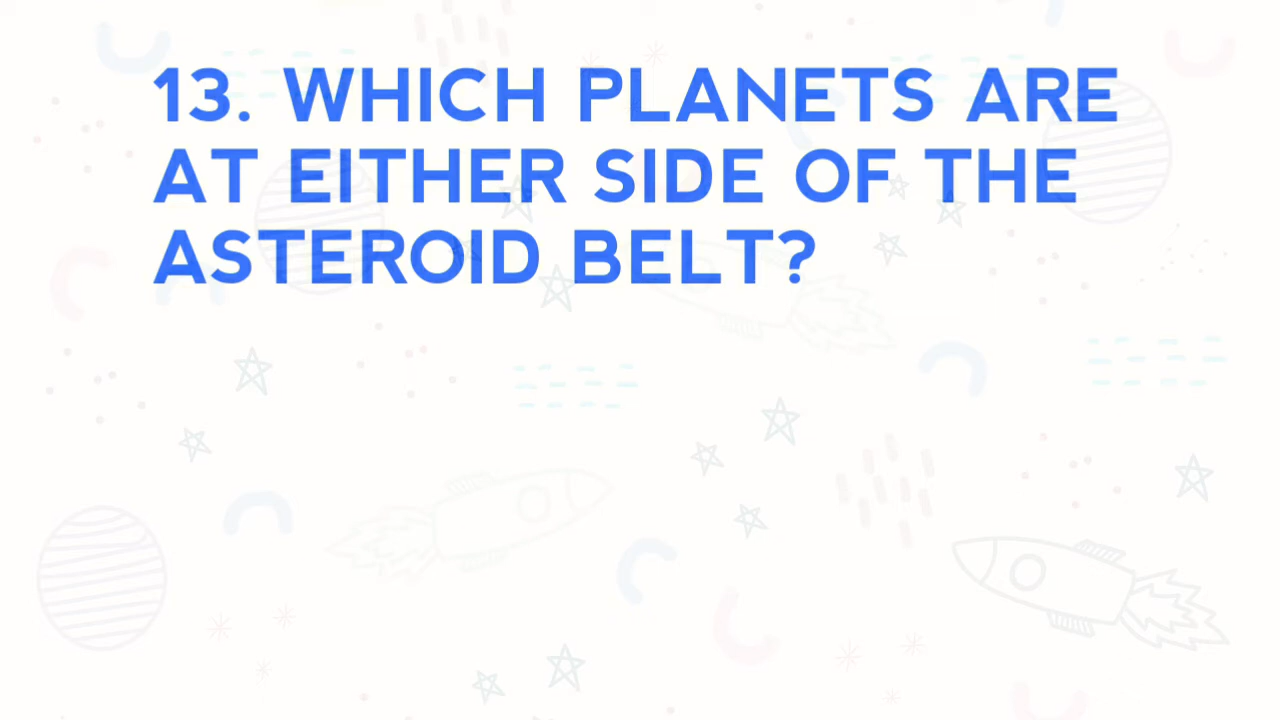 13. WHICH PLANETS ARE
AT EITHER SIDE OF THE
ASTEROID BELT?